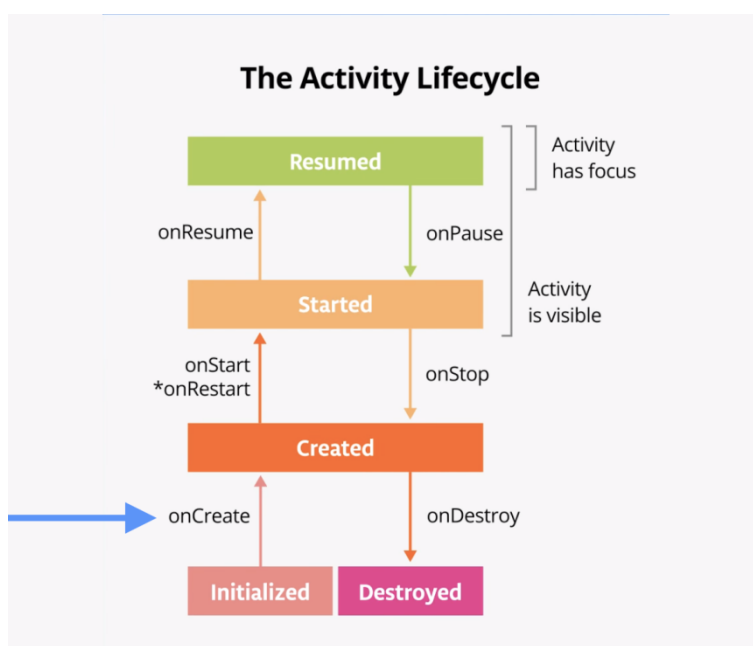 The Activity Lifecycle
Resumed
Activity
has focus
onResume
onPause
Started
Activity
is visible
onStart
*onRestart
onStop
Created
onCreate
onDestroy
Initialized
Destroyed